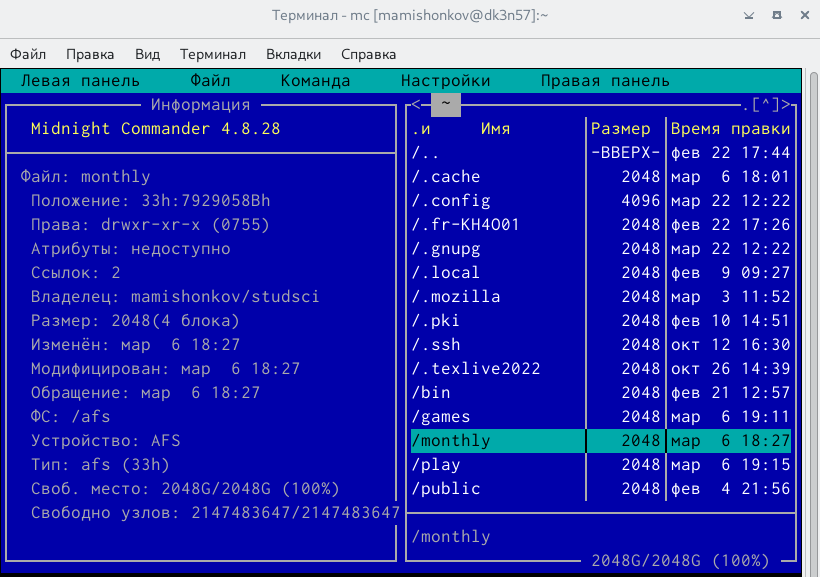 Терминал - mc [mamishonkov@dk3n57]:~
Файл Правка Вид Терминал Вкладки Справка
Левая панель Файл Команда Настройки Правая панель
Информация
Midnight Commander 4.8.28
Файл: monthly
Положение: 33h:7929058Bh
Права: drwxr-xr-x (0755)
Атрибуты: недоступно
Ссылок: 2
Владелец: mamishonkov/studsci
Размер: 2048(4 блока)
Изменён: мар  6 18:27
Модифицирован: мар  6 18:27
Обращение: мар  6 18:27
ФС: /afs
Устройство: AFS
Тип: afs (33h)
Своб. место: 2048G/2048G (100%)
Свободно узлов: 2147483647/2147483647
<- ~ .[^]>
.и Имя Размер Время правки
/.. -ВВЕРХ- фев 22 17:44
/.cache 2048 мар  6 18:01
/.config 4096 мар 22 12:22
/.fr-KH4O01 2048 фев 22 17:26
/.gnupg 2048 мар 22 12:22
/.local 2048 фев  9 09:27
/.mozilla 2048 мар  3 11:52
/.pki 2048 фев 10 14:51
/.ssh 2048 окт 12 16:30
/.texlive2022 2048 окт 26 14:39
/bin 2048 фев 21 12:57
/games 2048 мар  6 19:11
/monthly 2048 мар  6 18:27
/play 2048 мар  6 19:15
/public 2048 фев  4 21:56
/monthly
2048G/2048G (100%)